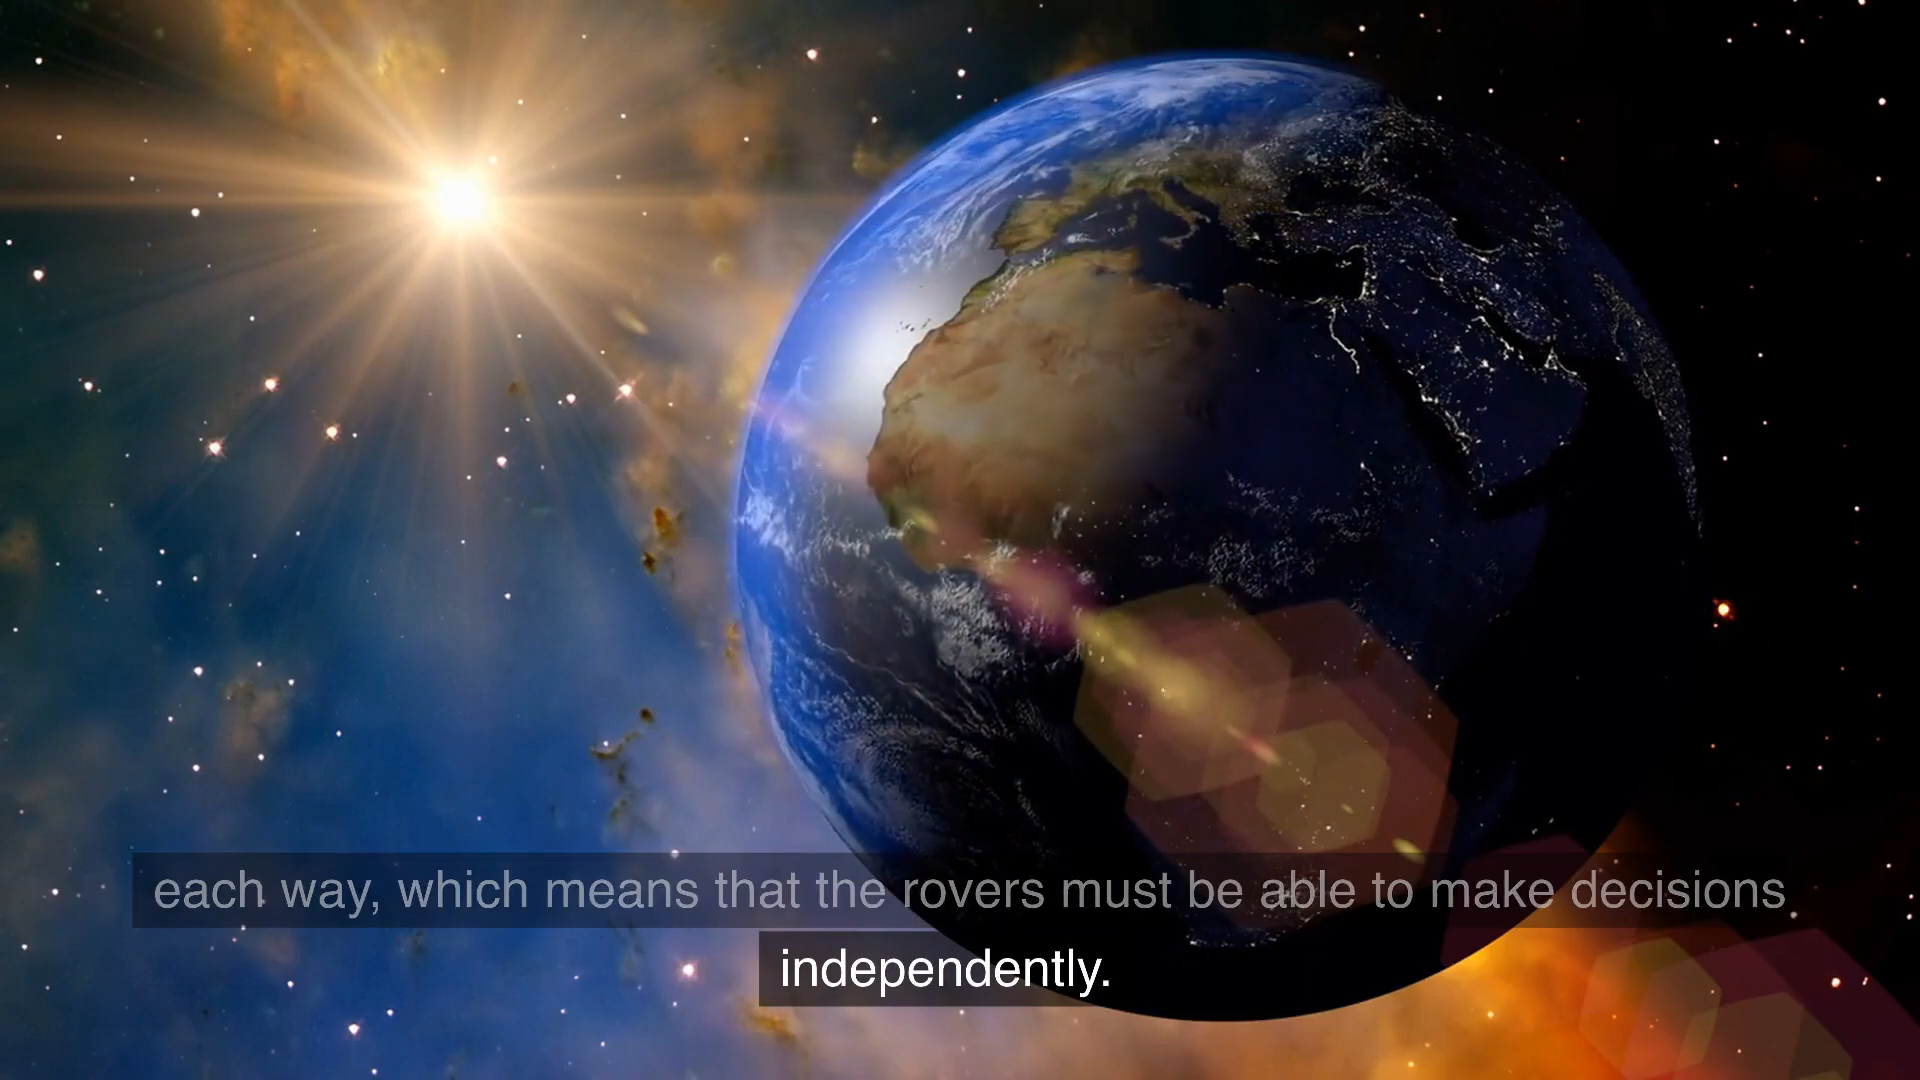 each way, which means that the rovers must be able to make decisions
independently.